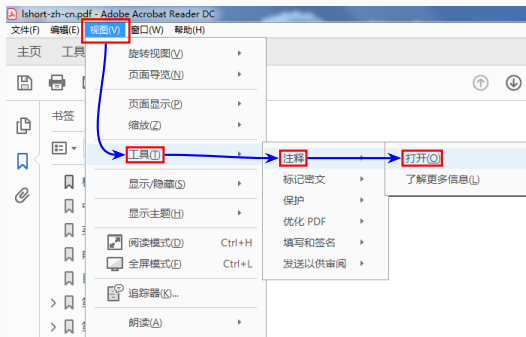 lshort-zh-cn.pdf - Adobe Acrobat Reader DC
文件(F) 编辑(E) 视图(V) 窗口(W) 帮助(H)
主页 工具
旋转视图(V)
页面导览(N)
页面显示(P)
书签
缩放(Z)
工具(T)
注释
打开(O)
显示/隐藏(S)
标记密文
了解更多信息(L)
保护
显示主题(H)
优化 PDF
阅读模式(D) Ctrl+H
填写和签名
全屏模式(F) Ctrl+L
发送以供审阅
追踪器(K)...
朗读(A)